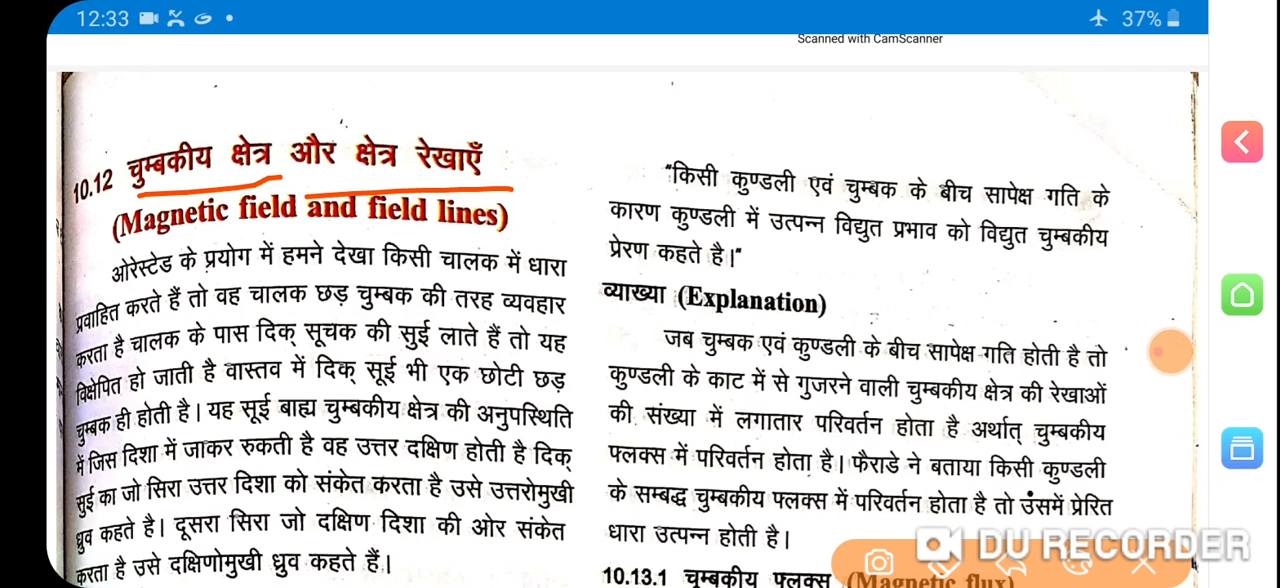 12:33
37%
Scanned with CamScanner
10.12 चुम्बकीय क्षेत्र और क्षेत्र रेखाएँ
(Magnetic field and field lines)
ओरेस्टेड के प्रयोग में हमने देखा किसी चालक में धारा
प्रवाहित करते हैं तो वह चालक छड़ चुम्बक की तरह व्यवहार
करता है चालक के पास दिक् सूचक की सुई लाते हैं तो यह
विक्षेपित हो जाती है वास्तव में दिक् सूई भी एक छोटी छड़
चुम्बक ही होती है। यह सूई बाह्य चुम्बकीय क्षेत्र की अनुपस्थिति
में जिस दिशा में जाकर रुकती है वह उत्तर दक्षिण होती है दिक्
सुई का जो सिरा उत्तर दिशा को संकेत करता है उसे उत्तरोमुखी
ध्रुव कहते है। दूसरा सिरा जो दक्षिण दिशा की ओर संकेत
करता है उसे दक्षिणोमुखी ध्रुव कहते हैं।
"किसी कुण्डली एवं चुम्बक के बीच सापेक्ष गति के
कारण कुण्डली में उत्पन्न विद्युत प्रभाव को विद्युत चुम्बकीय
प्रेरण कहते है।"
व्याख्या (Explanation)
जब चुम्बक एवं कुण्डली के बीच सापेक्ष गति होती है तो
कुण्डली के काट में से गुजरने वाली चुम्बकीय क्षेत्र की रेखाओं
की संख्या में लगातार परिवर्तन होता है अर्थात् चुम्बकीय
फ्लक्स में परिवर्तन होता है। फैराडे ने बताया किसी कुण्डली
के सम्बद्ध चुम्बकीय फ्लक्स में परिवर्तन होता है तो उसमें प्रेरित
धारा उत्पन्न होती है।
10.13.1 चुम्बकीय फ्लक्स (Magnetic flux)
DU RECORDER